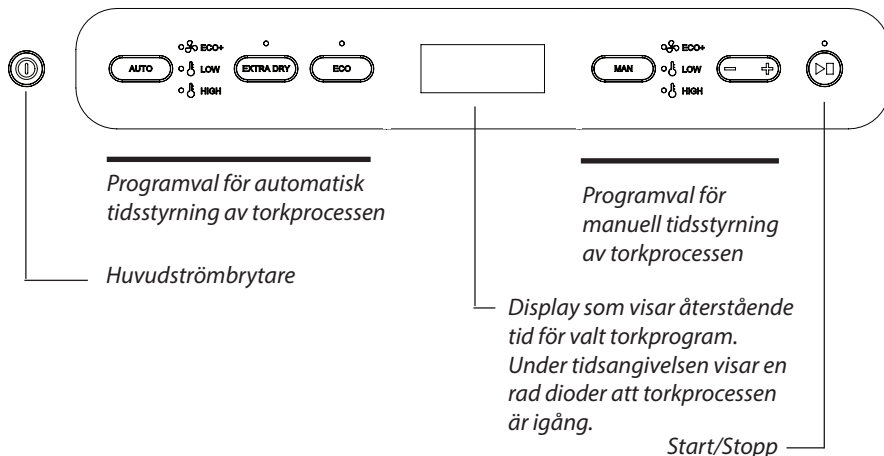 ECO+
ECO+
AUTO
LOW
EXTRA DRY
ECO
MAN
LOW
HIGH
HIGH
Programval för automatisk
tidsstyrning av torkprocessen
Programval för
manuell tidsstyrning
av torkprocessen
Huvudströmbrytare
Display som visar återstående
tid för valt torkprogram.
Under tidsangivelsen visar en
rad dioder att torkprocessen
är igång.
Start/Stopp